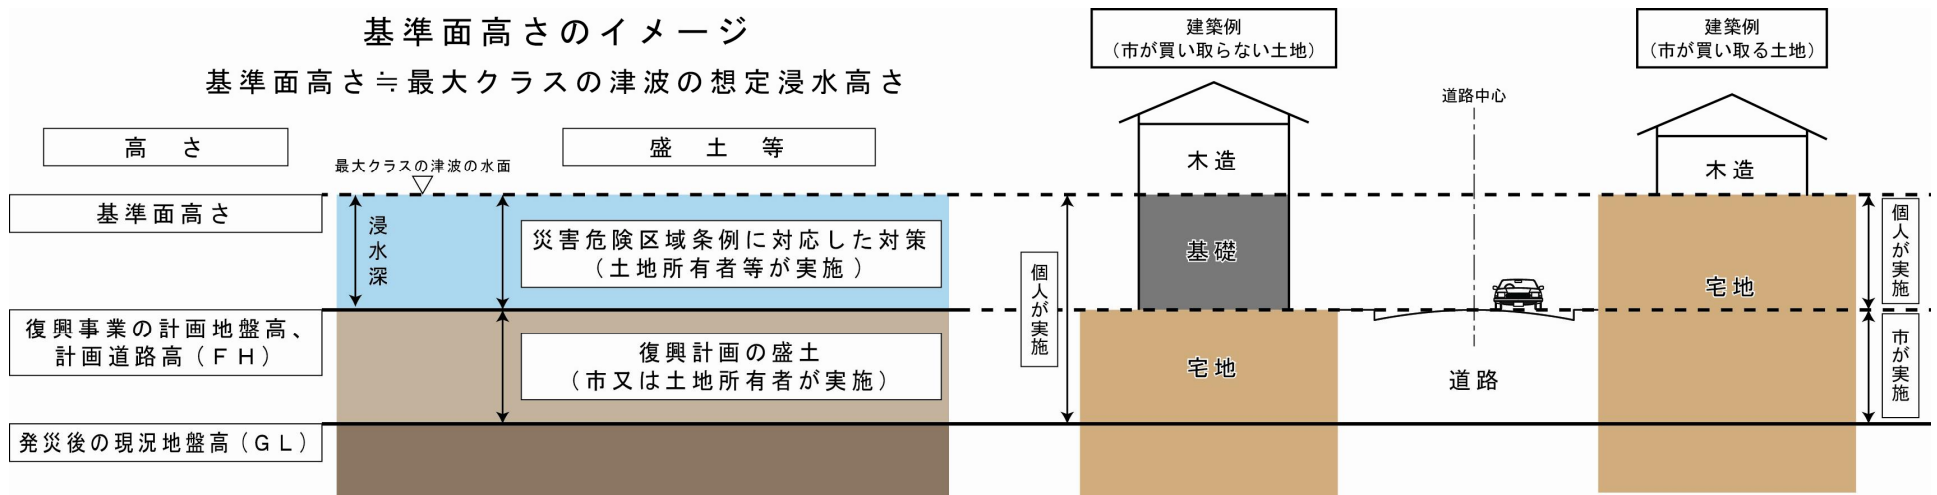 基準面高さのイメージ
基準面高さ≒最大クラスの津波の想定浸水高さ
高さ
盛土等
最大クラスの津波の水面
基準面高さ
浸水深
災害危険区域条例に対応した対策
（土地所有者等が実施）
復興事業の計画地盤高、
計画道路高（ＦＨ）
復興計画の盛土
（市又は土地所有者が実施）
発災後の現況地盤高（ＧＬ）
建築例
（市が買い取らない土地）
木造
基礎
宅地
個人が実施
道路中心
道路
建築例
（市が買い取る土地）
木造
宅地
個人が実施
市が実施